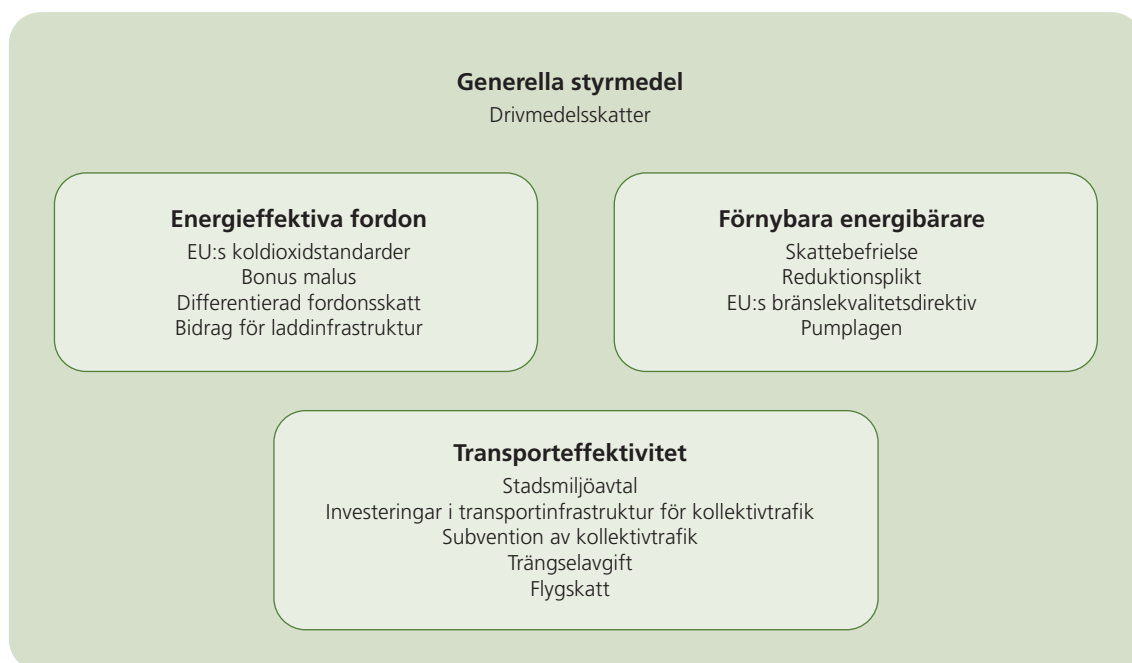 Generella styrmedel
Drivmedelsskatter
Energieffektiva fordon
EU:s koldioxidstandarder
Bonus malus
Differentierad fordonsskatt
Bidrag för laddinfrastruktur
Förnybara energibärare
Skattebefrielse
Reduktionsplikt
EU:s bränslekvalitetsdirektiv
Pumplagen
Transporteffektivitet
Stadsmiljöavtal
Investeringar i transportinfrastruktur för kollektivtrafik
Subvention av kollektivtrafik
Trängselavgift
Flygskatt